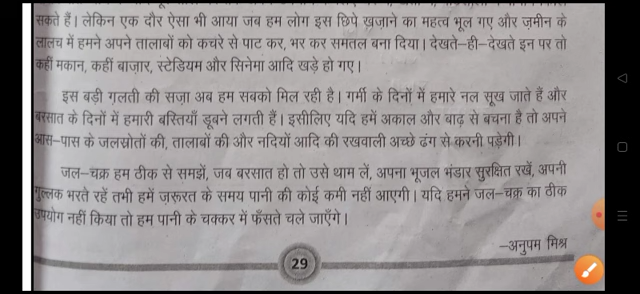 सकते हैं। लेकिन एक दौर ऐसा भी आया जब हम लोग इस छिपे ख़ज़ाने का महत्व भूल गए और ज़मीन के
लालच में हमने अपने तालाबों को कचरे से पाट कर, भर कर समतल बना दिया। देखते-ही-देखते इन पर तो
कहीं मकान, कहीं बाज़ार, स्टेडियम और सिनेमा आदि खड़े हो गए।
इस बड़ी ग़लती की सज़ा अब हम सबको मिल रही है। गर्मी के दिनों में हमारे नल सूख जाते हैं और
बरसात के दिनों में हमारी बस्तियाँ डूबने लगती हैं। इसीलिए यदि हमें अकाल और बाढ़ से बचना है तो अपने
आस-पास के जलस्रोतों की, तालाबों की और नदियों आदि की रखवाली अच्छे ढंग से करनी पड़ेगी।
जल-चक्र हम ठीक से समझें, जब बरसात हो तो उसे थाम लें, अपना भूजल भंडार सुरक्षित रखें, अपनी
गुल्लक भरते रहें तभी हमें ज़रूरत के समय पानी की कोई कमी नहीं आएगी। यदि हमने जल-चक्र का ठीक
उपयोग नहीं किया तो हम पानी के चक्कर में फँसते चले जाएँगे।
–अनुपम मिश्र
29